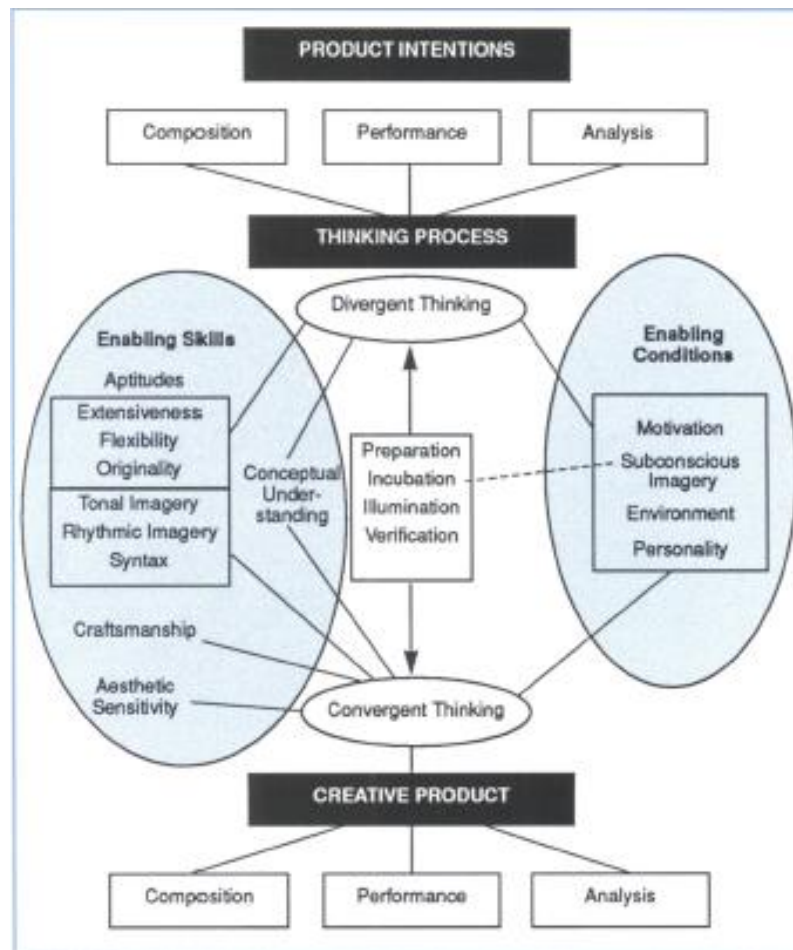 PRODUCT INTENTIONS
Composition
Performance
Analysis
THINKING PROCESS
Divergent Thinking
Enabling Skills
Aptitudes
Extensiveness
Flexibility
Originality
Tonal Imagery
Rhythmic Imagery
Syntax
Conceptual
Under-
standing
Craftsmanship
Aesthetic
Sensitivity
Preparation
Incubation
Illumination
Verification
Enabling
Conditions
Motivation
Subconscious
Imagery
Environment
Personality
Convergent Thinking
CREATIVE PRODUCT
Composition
Performance
Analysis